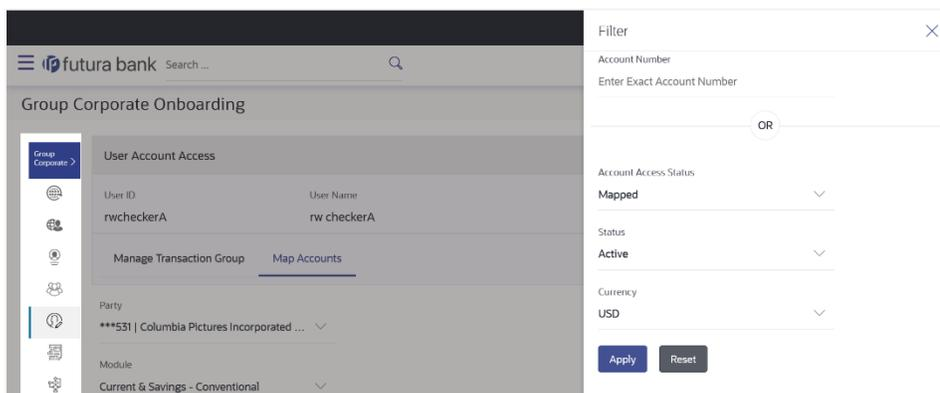 futura bank
Search ...
Group Corporate Onboarding
Group
Corporate >
User Account Access
User ID
User Name
rwcheckerA
rw checkerA
Manage Transaction Group
Map Accounts
Party
***531 | Columbia Pictures Incorporated ...
Module
Current & Savings - Conventional
Filter
Account Number
Enter Exact Account Number
OR
Account Access Status
Mapped
Status
Active
Currency
USD
Apply
Reset